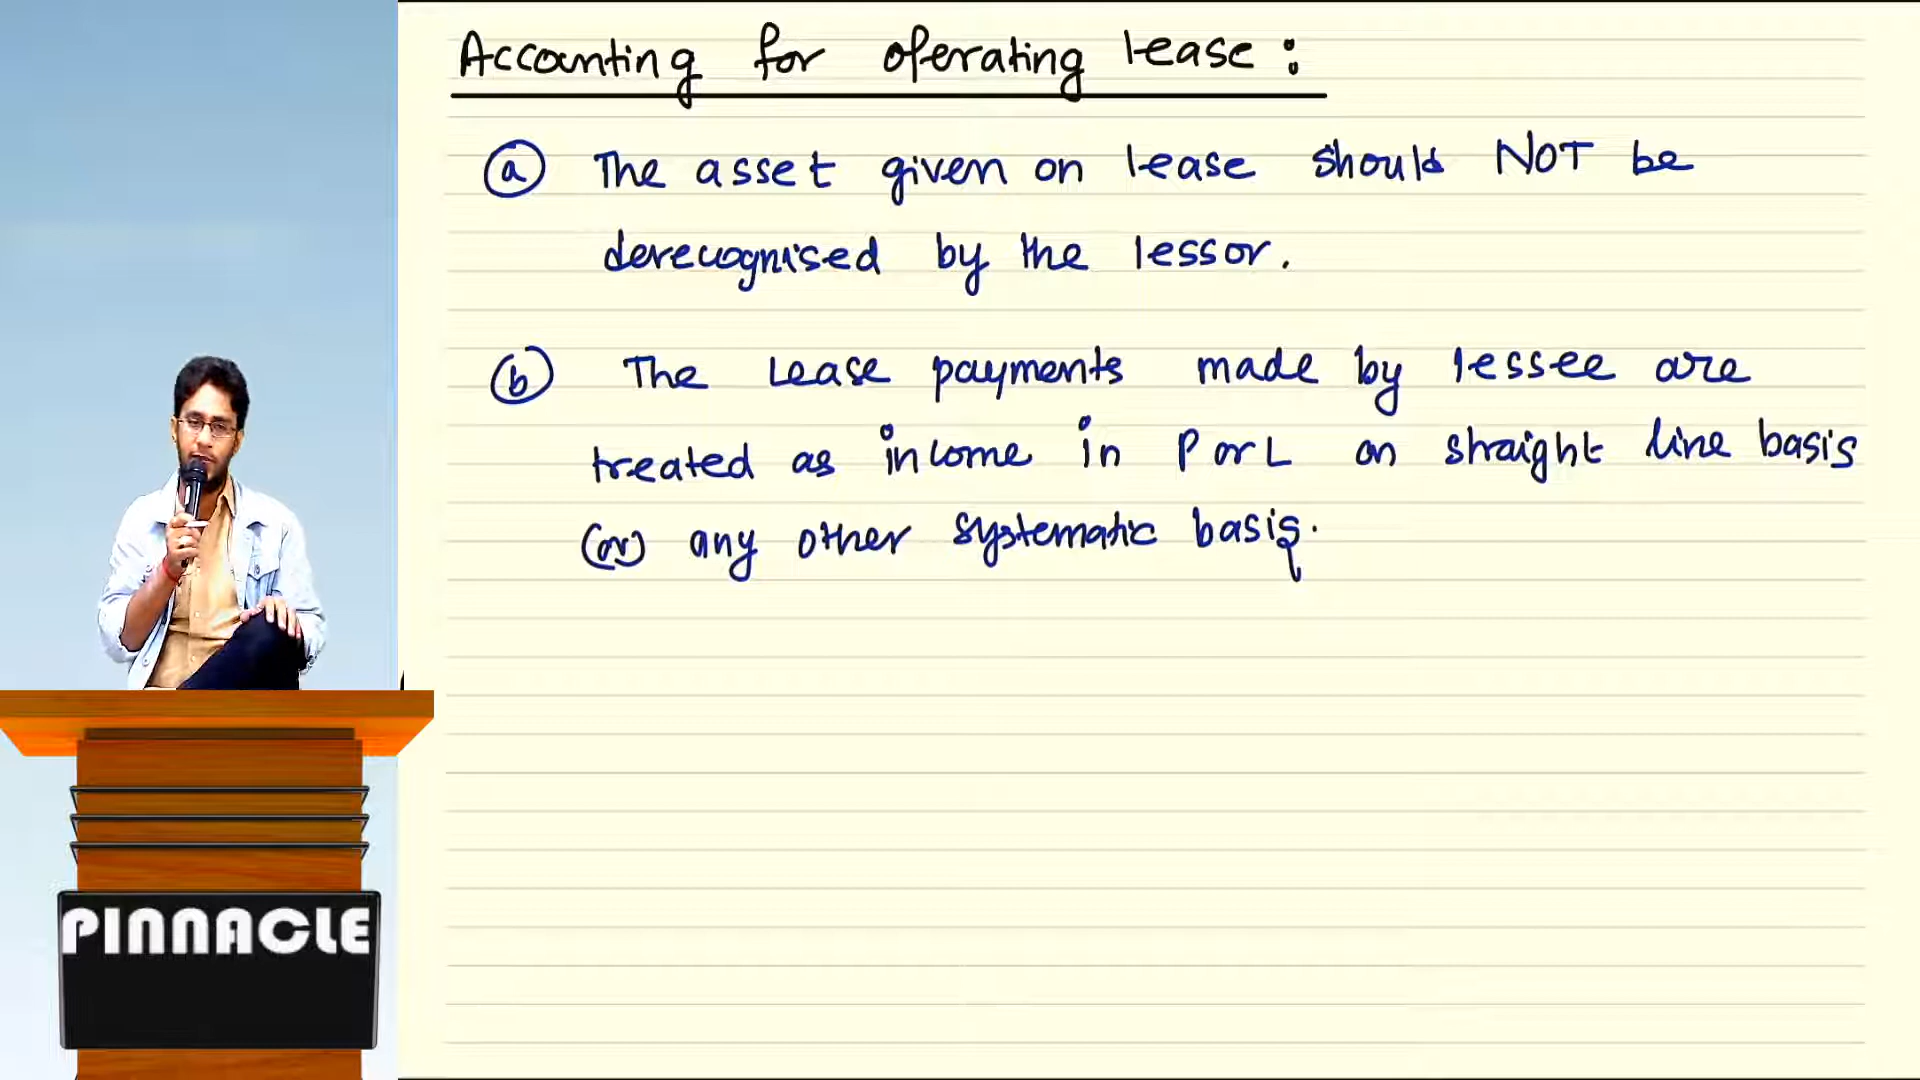 Accounting for operating lease :
(a) The asset given on lease should NOT be
derecognised by the lessor.
(b) The Lease payments made by lessee are
treated as income in P or L on straight line basis
(or) any other systematic basis.
PINNACLE